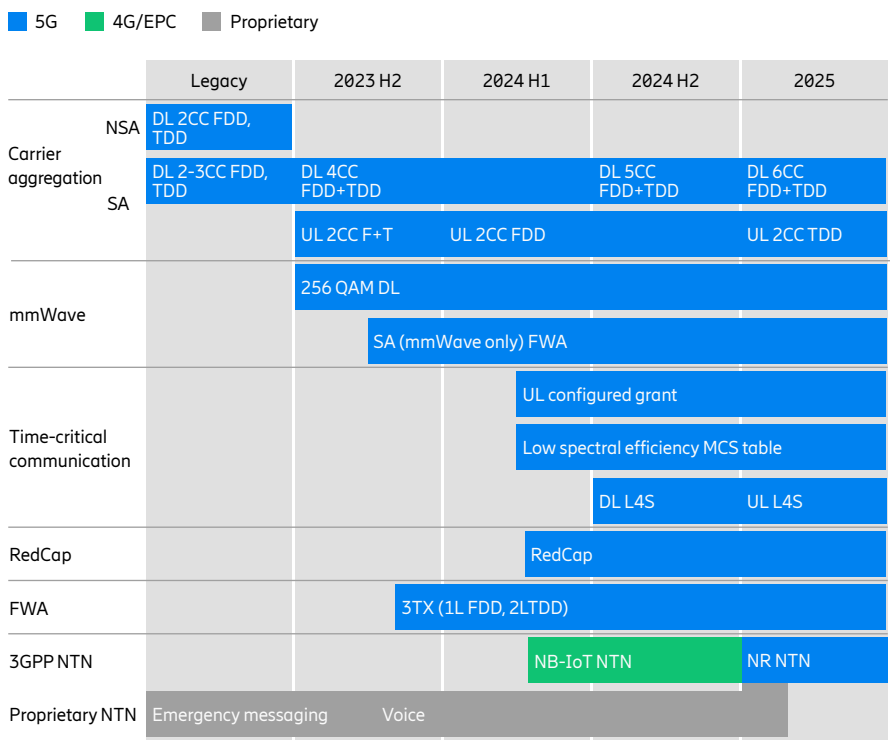 5G 4G/EPC Proprietary
Legacy 2023 H2 2024 H1 2024 H2 2025
Carrier
aggregation
NSA
DL 2CC FDD,
TDD
SA
DL 2-3CC FDD,
TDD
DL 4CC
FDD+TDD
DL 5CC
FDD+TDD
DL 6CC
FDD+TDD
UL 2CC F+T UL 2CC FDD UL 2CC TDD
mmWave
256 QAM DL
SA (mmWave only) FWA
Time-critical
communication
UL configured grant
Low spectral efficiency MCS table
DL L4S UL L4S
RedCap RedCap
FWA 3TX (1L FDD, 2LTDD)
3GPP NTN NB-IoT NTN NR NTN
Proprietary NTN Emergency messaging Voice